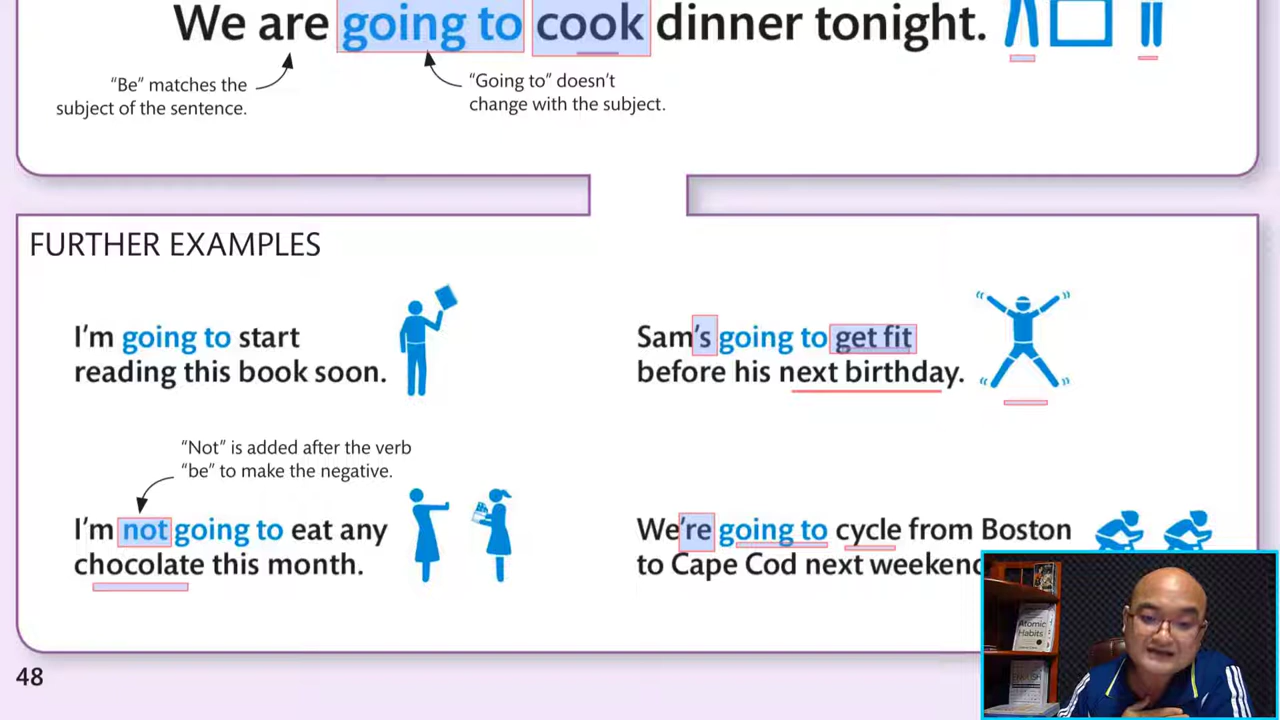 We are going to cook dinner tonight.
"Be" matches the
subject of the sentence.
"Going to" doesn't
change with the subject.
FURTHER EXAMPLES
I'm going to start
reading this book soon.
Sam's going to get fit
before his next birthday.
"Not" is added after the verb
"be" to make the negative.
I'm not going to eat any
chocolate this month.
We're going to cycle from Boston
to Cape Cod next weekend
48
Atomic
Habits